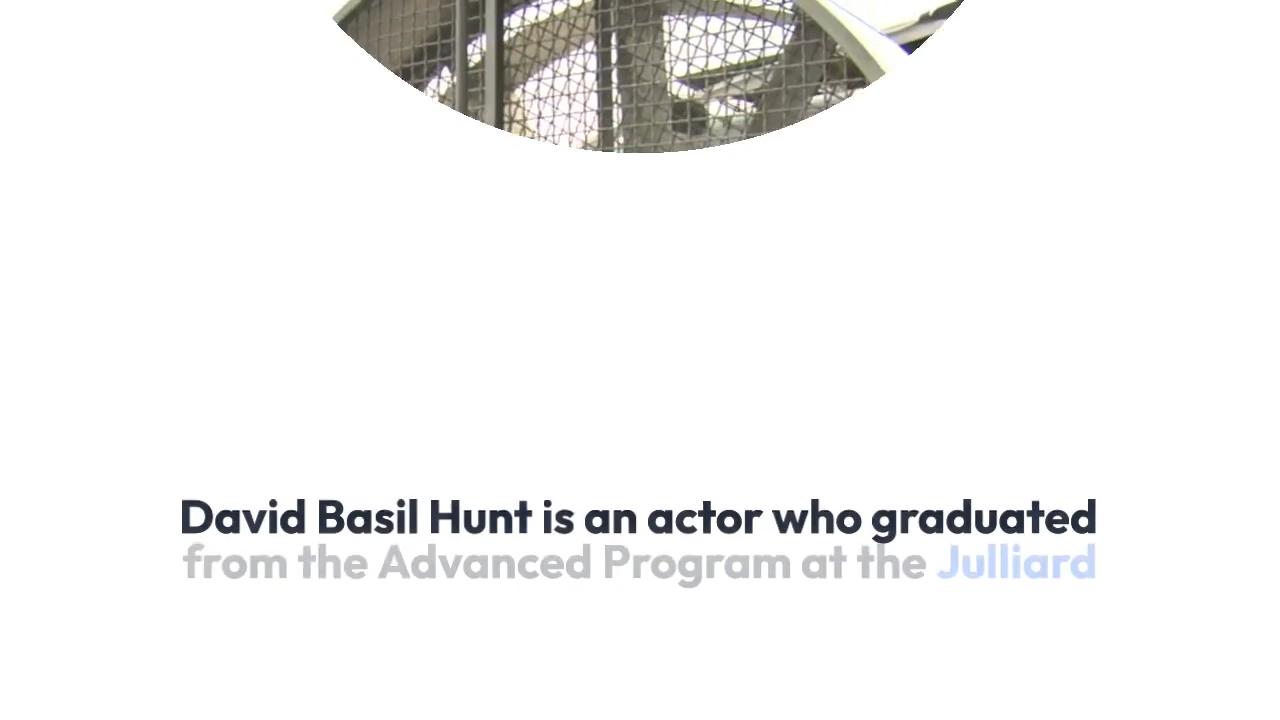 David Basil Hunt is an actor who graduated
from the Advanced Program at the Julliard